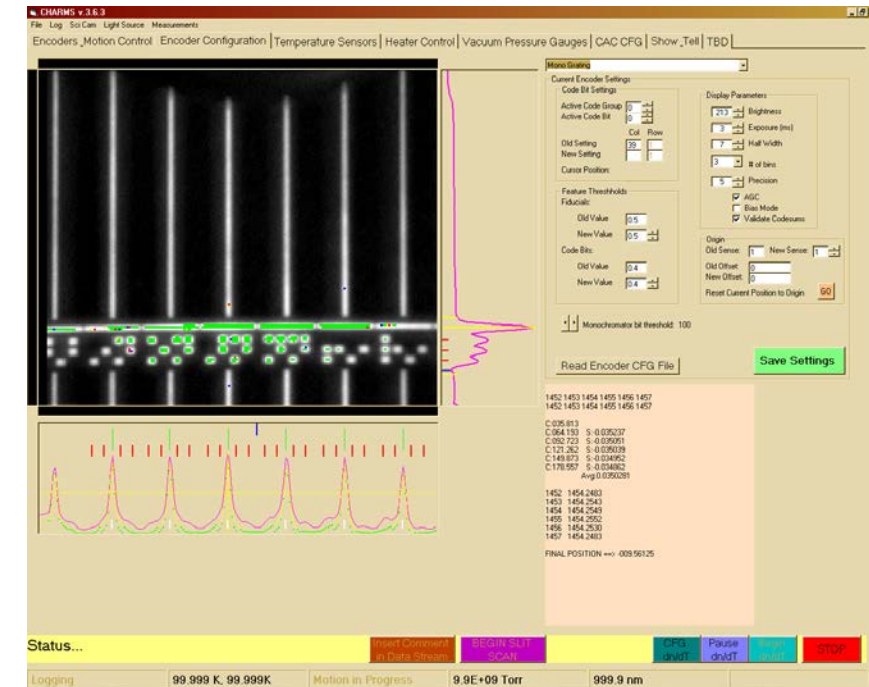 CHARMS v.3.6.3
File Log Sci Cam Light Source Measurements
Encoders_Motion Control Encoder Configuration Temperature Sensors Heater Control Vacuum Pressure Gauges CAC CFG Show_Tell TBD
Mono Grating
Current Encoder Settings
Code Bit Settings
Active Code Group 0
Active Code Bit 0
Col Row
Old Setting 39
New Setting
Cursor Position:
Display Parameters
213 Brightness
3 Exposure (ms)
7 Half Width
3 # of bins
5 Precision
AGC
Bias Mode
Validate Codesums
Feature Threshholds
Fiducials:
Old Value 0.5
New Value 0.5
Code Bits:
Old Value 0.4
New Value 0.4
Origin
Old Sense: 1 New Sense: 1
Old Offset: 0
New Offset: 0
Reset Current Position to Origin GO
Monochromator bit threshold: 100
Read Encoder CFG File
Save Settings
1452 1453 1454 1455 1456 1457
1452 1453 1454 1455 1456 1457
C:035.813
C:064.193 S:-0.035237
C:092.723 S:-0.035051
C:121.262 S:-0.035039
C:149.873 S:-0.034952
C:178.557 S:-0.034862
Avg:0.0350281
1452 1454.2483
1453 1454.2543
1454 1454.2549
1455 1454.2552
1456 1454.2530
1457 1454.2483
FINAL POSITION ==> -009.56125
Status...
Insert Comment in Data Stream
BEGIN SLIT SCAN
CFG dn/dT
Pause dn/dT
Begin dn/dT
STOP
Logging
99.999 K, 99.999K
Motion in Progress
9.9E+09 Torr
999.9 nm